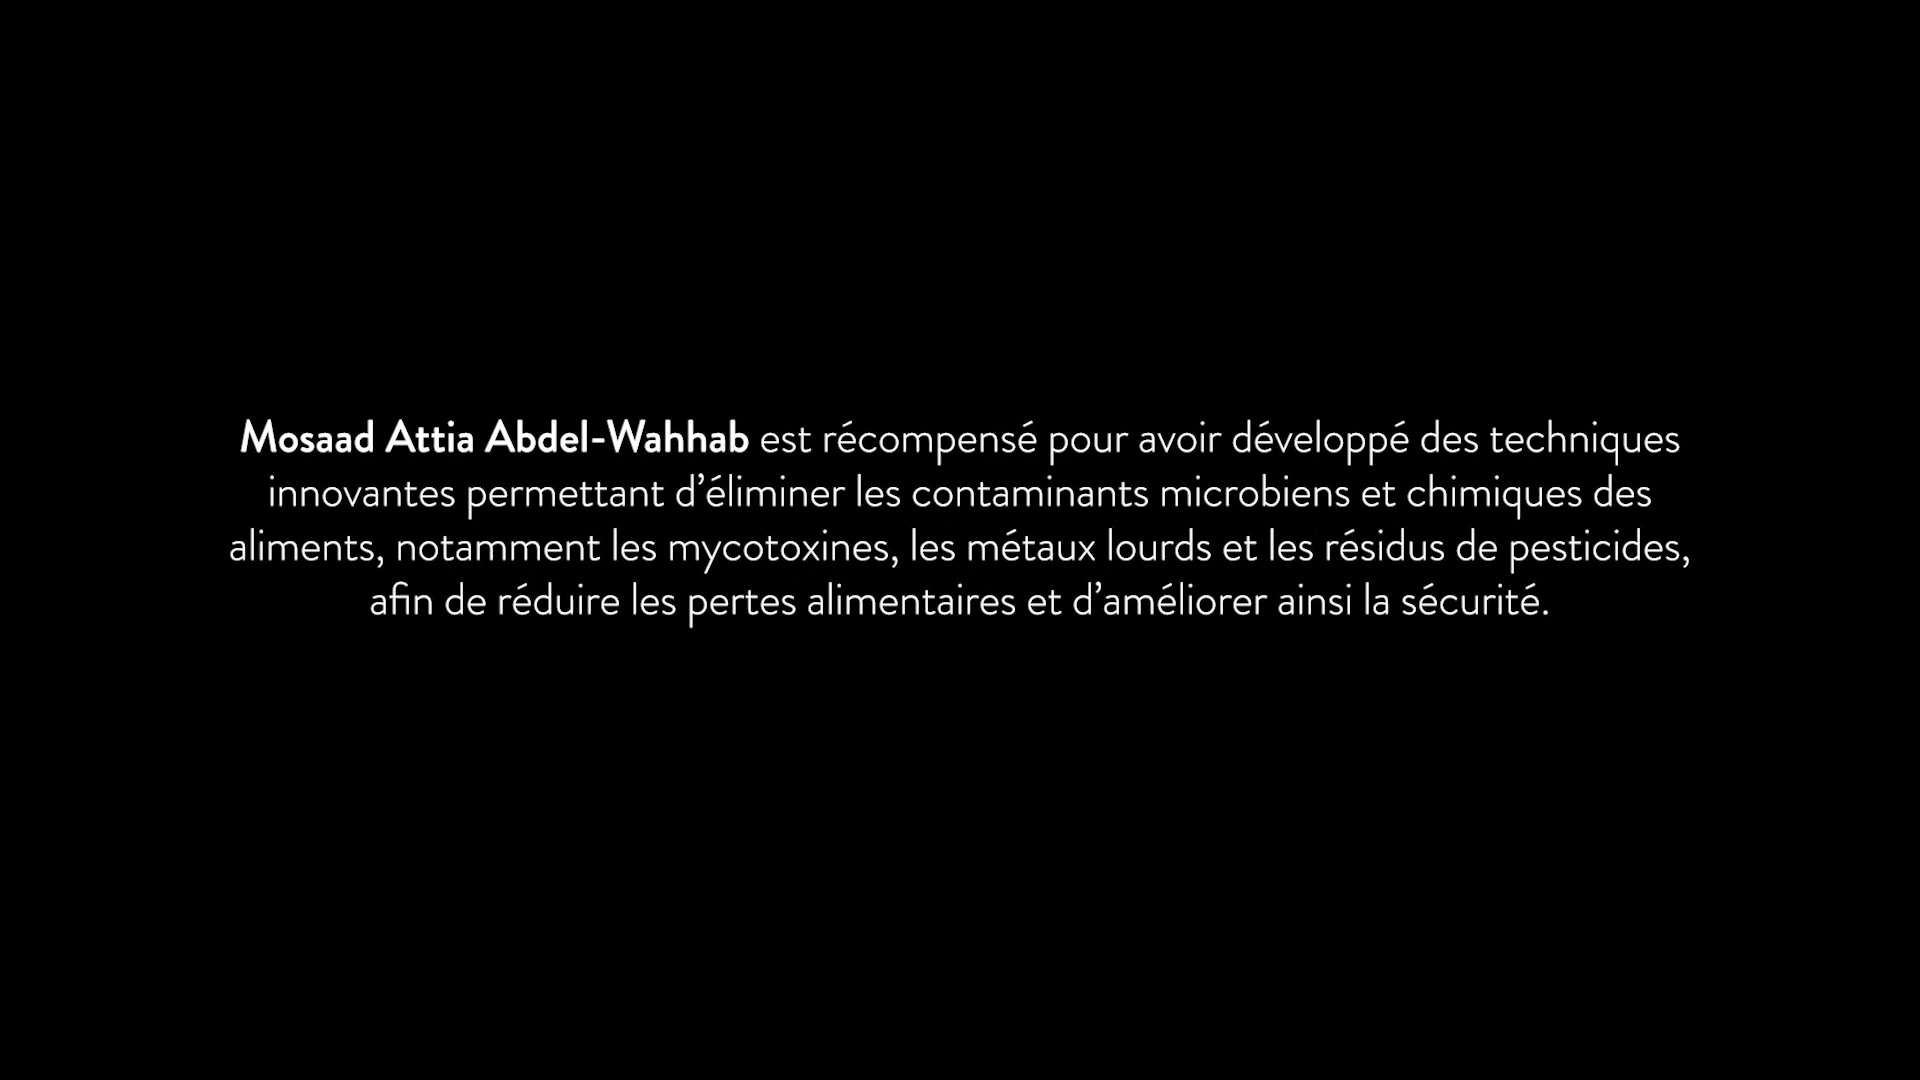 Mosaad Attia Abdel-Wahhab est récompensé pour avoir développé des techniques
innovantes permettant d’éliminer les contaminants microbiens et chimiques des
aliments, notamment les mycotoxines, les métaux lourds et les résidus de pesticides,
afin de réduire les pertes alimentaires et d’améliorer ainsi la sécurité.